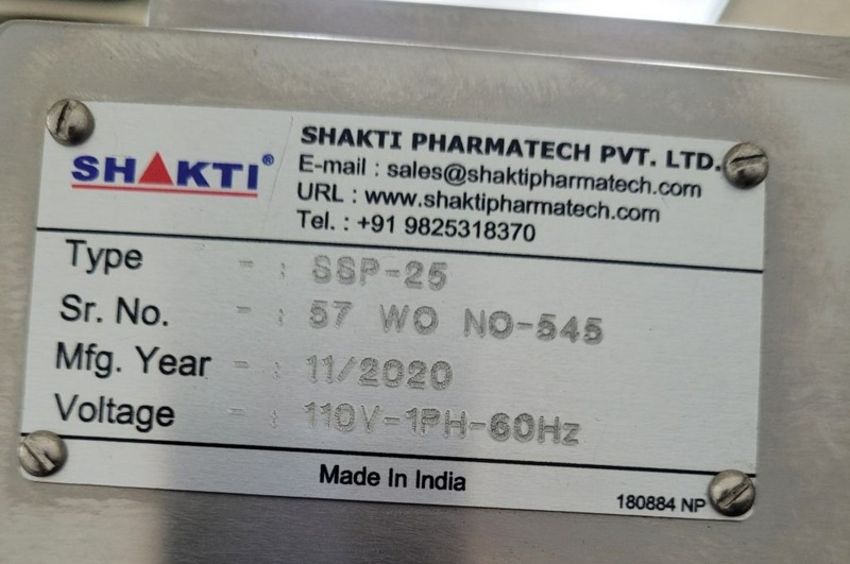 SHAKTI®
SHAKTI PHARMATECH PVT. LTD.
E-mail : sales@shaktipharmatech.com
URL : www.shaktipharmatech.com
Tel. : +91 9825318370
Type - : SSP-25
Sr. No. - : 57 WO NO-545
Mfg. Year - : 11/2020
Voltage - : 110V-1PH-60Hz
Made In India
180884 NP